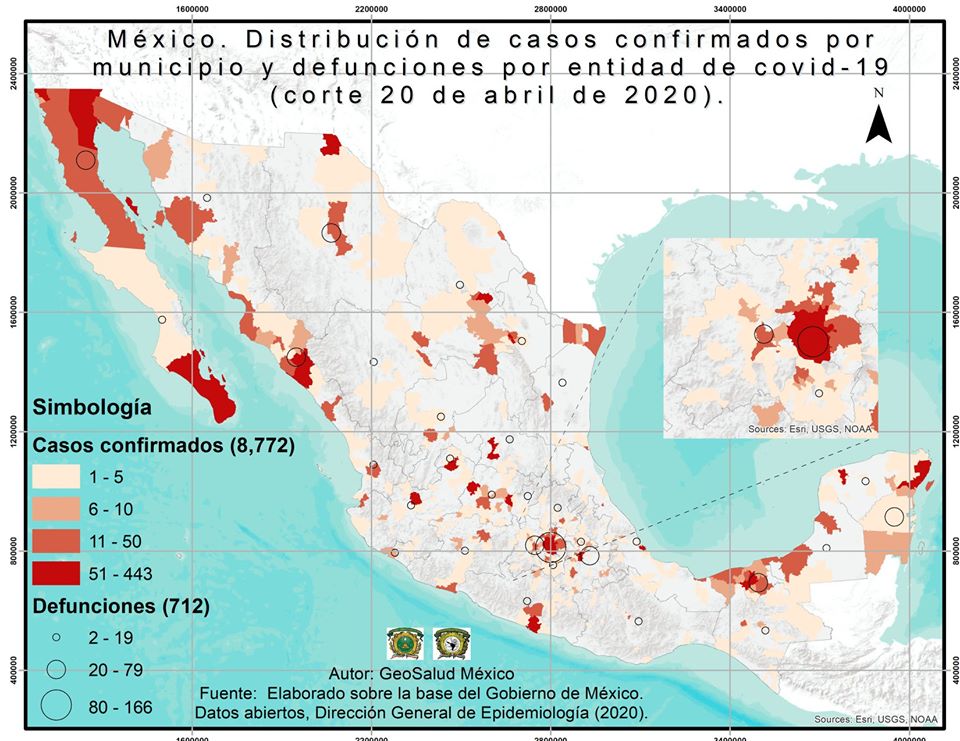 1600000 2200000 2800000 3400000 4000000
México. Distribución de casos confirmados por
municipio y defunciones por entidad de covid-19
(corte 20 de abril de 2020).
N
2400000
2400000
2000000
2000000
1600000
1600000
1200000
1200000
800000
800000
400000
400000
Sources: Esri, USGS, NOAA
Simbología
Casos confirmados (8,772)
1 - 5
6 - 10
11 - 50
51 - 443
Defunciones (712)
2 - 19
20 - 79
80 - 166
Autor: GeoSalud México
Fuente: Elaborado sobre la base del Gobierno de México.
Datos abiertos, Dirección General de Epidemiología (2020).
Sources: Esri, USGS, NOAA
1600000 2200000 2800000 3400000 4000000